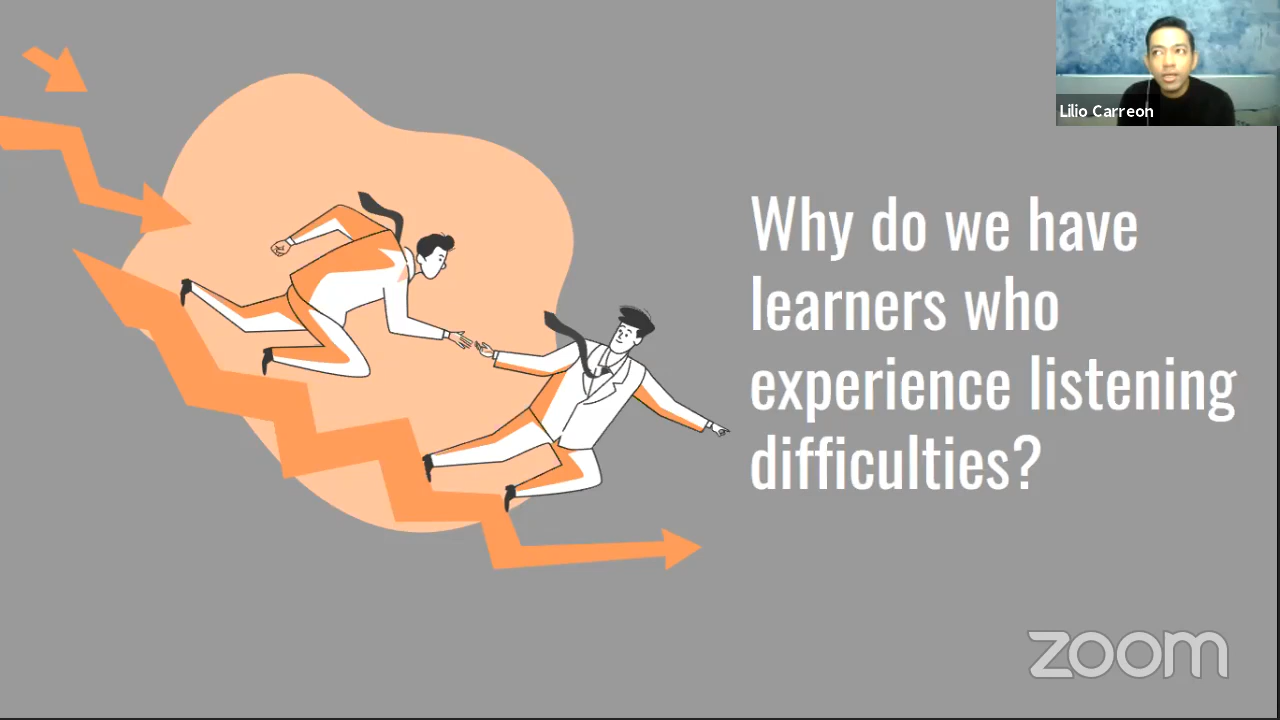 Lilio Carreon
Why do we have
learners who
experience listening
difficulties?
zoom